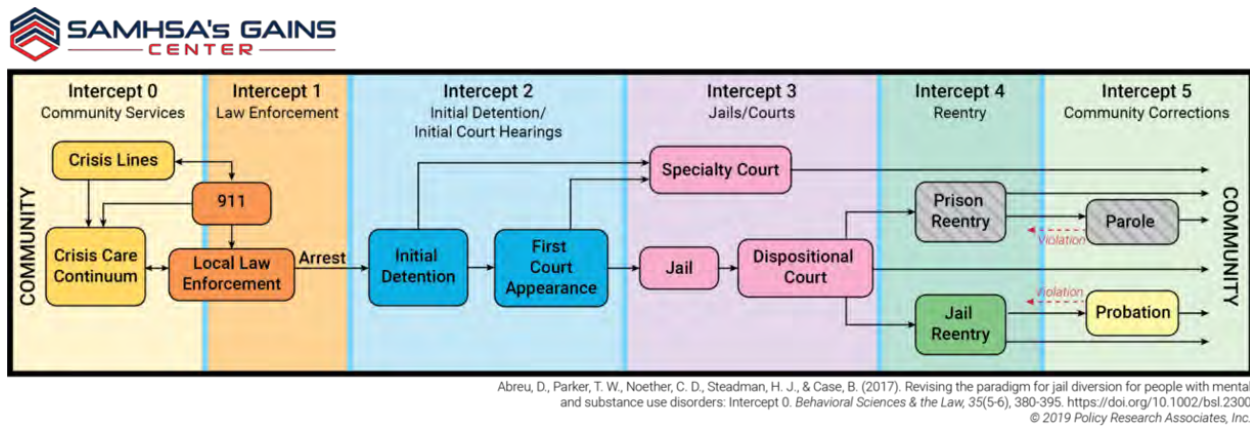 SAMHSA's GAINS
CENTER
Intercept 0
Community Services
Intercept 1
Law Enforcement
Intercept 2
Initial Detention/
Initial Court Hearings
Intercept 3
Jails/Courts
Intercept 4
Reentry
Intercept 5
Community Corrections
COMMUNITY
Crisis Lines
911
Crisis Care
Continuum
Local Law
Enforcement
Arrest
Initial
Detention
First
Court
Appearance
Specialty Court
Jail
Dispositional
Court
Prison
Reentry
Violation
Parole
Jail
Reentry
Violation
Probation
COMMUNITY
Abreu, D., Parker, T. W., Noether, C. D., Steadman, H. J., & Case, B. (2017). Revising the paradigm for jail diversion for people with mental
and substance use disorders: Intercept 0. Behavioral Sciences & the Law, 35(5-6), 380-395. https://doi.org/10.1002/bsl.2300
© 2019 Policy Research Associates, Inc.